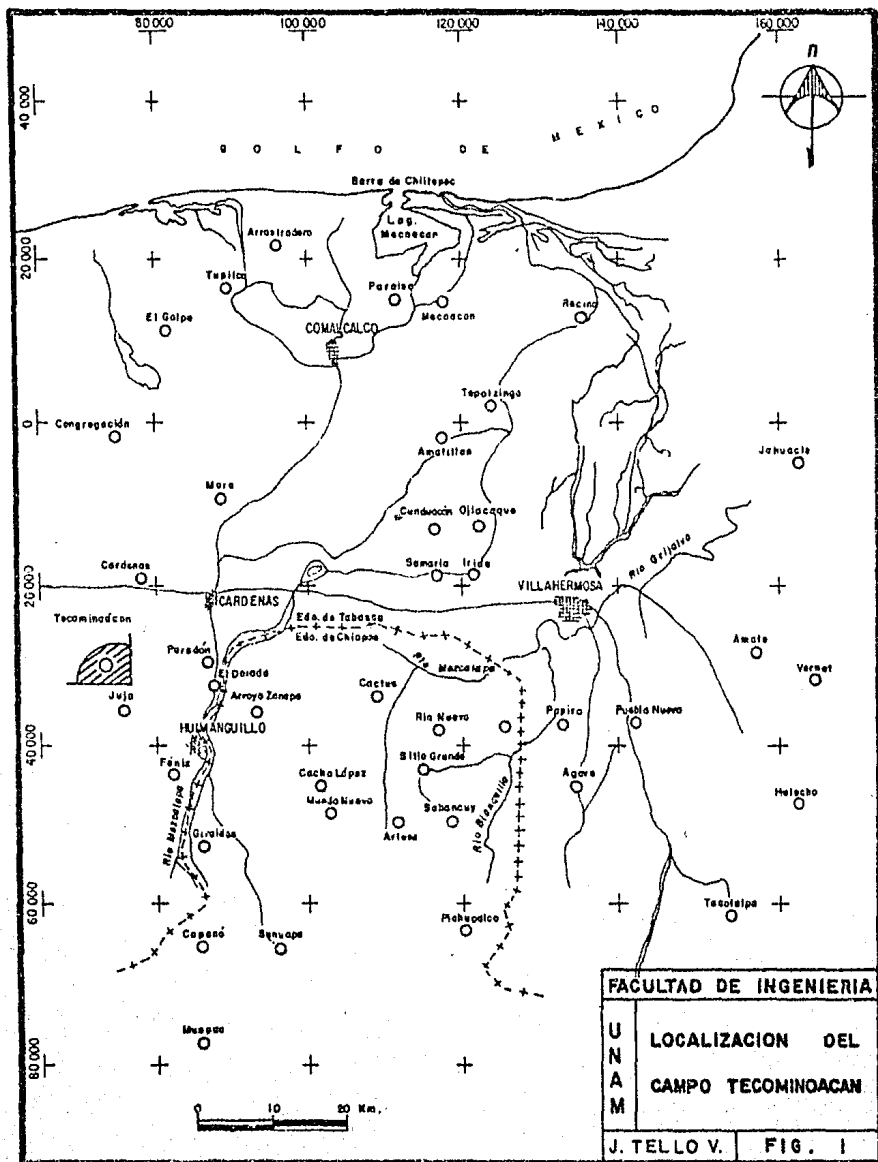 80 000 100 000 120 000 140 000 160 000
n
40 000
GOLFO DE MEXICO
Barra de Chiltepec
Lag. Mecoacan
Arrastradero
20 000
Tupilco
Paraiso
Mecoacan
Racino
El Golpe
COMALCALCO
Tepetzingo
0
Congregación
Amatitlan
Jahuacte
Mora
Cunduacán Ojiacaque
Cardenas
Samaria Iride
VILLAHERMOSA
Rio Grijalva
20 000
CARDENAS
Tecominoacan
Edo. de Tabasco
Edo. de Chiapas
Paredón
Rio Mezcalapa
Amate
El Dorado
Vernet
Jujo
Arroyo Zanapa
Cactus
HUIMANGUILLO
Rio Nuevo
Papiro
Pueblo Nuevo
40 000
Sitio Grande
Fénix
Cacho López
Agave
Mundo Nuevo
Helecho
Rio Mezcalapa
Artesa
Sabancuy
Rio Blanquillo
Giraldas
60 000
Pichucalco
Tacotalpa
Caparó
Sunuapa
Muspac
80 000
0 10 20 Km.
FACULTAD DE INGENIERIA
UNAM
LOCALIZACION DEL
CAMPO TECOMINOACAN
J. TELLO V. FIG. 1